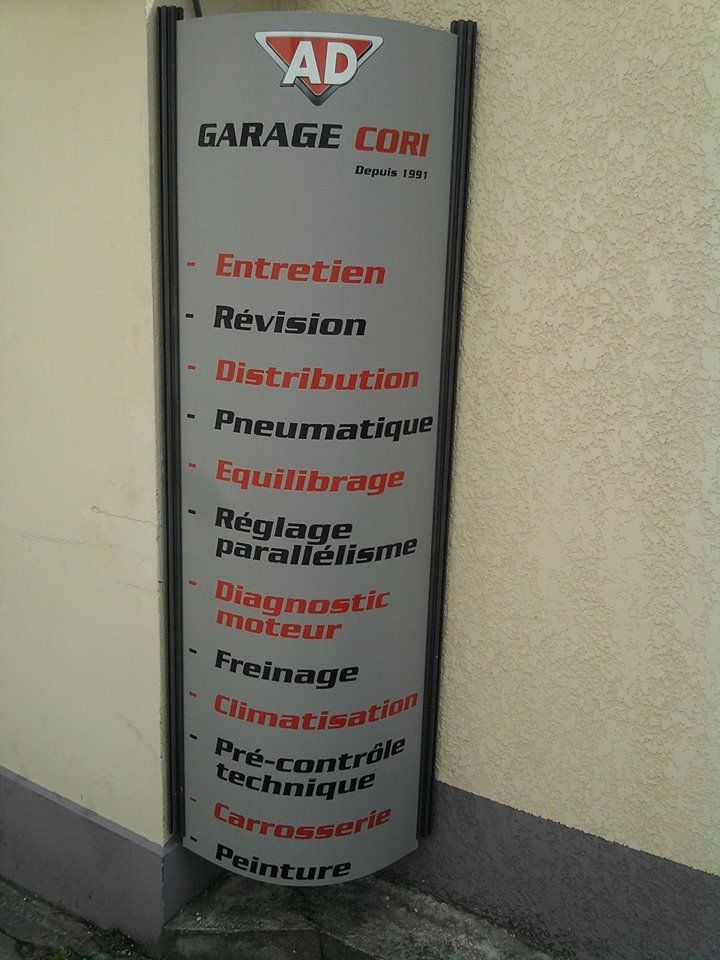 AD
GARAGE CORI
Depuis 1991
- Entretien
- Révision
- Distribution
- Pneumatique
- Equilibrage
- Réglage
parallélisme
- Diagnostic
moteur
- Freinage
- Climatisation
- Pré-contrôle
technique
- Carrosserie
- Peinture